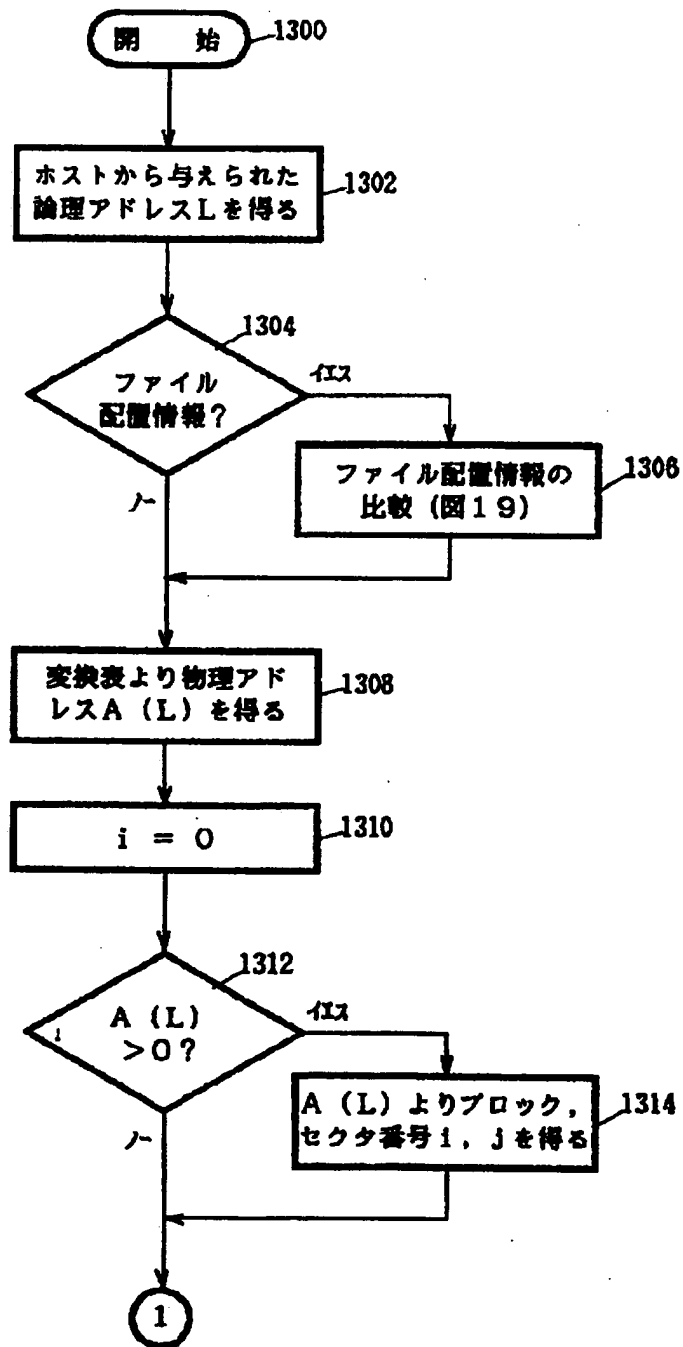 開　始
1300
ホストから与えられた
論理アドレスLを得る
1302
1304
ファイル
配置情報？
イエス
ノー
ファイル配置情報の
比較（図１９）
1306
変換表より物理アド
レスA（L）を得る
1308
i = 0
1310
1312
A（L）
>0？
イエス
ノー
A（L）よりブロック，
セクタ番号i，jを得る
1314
1